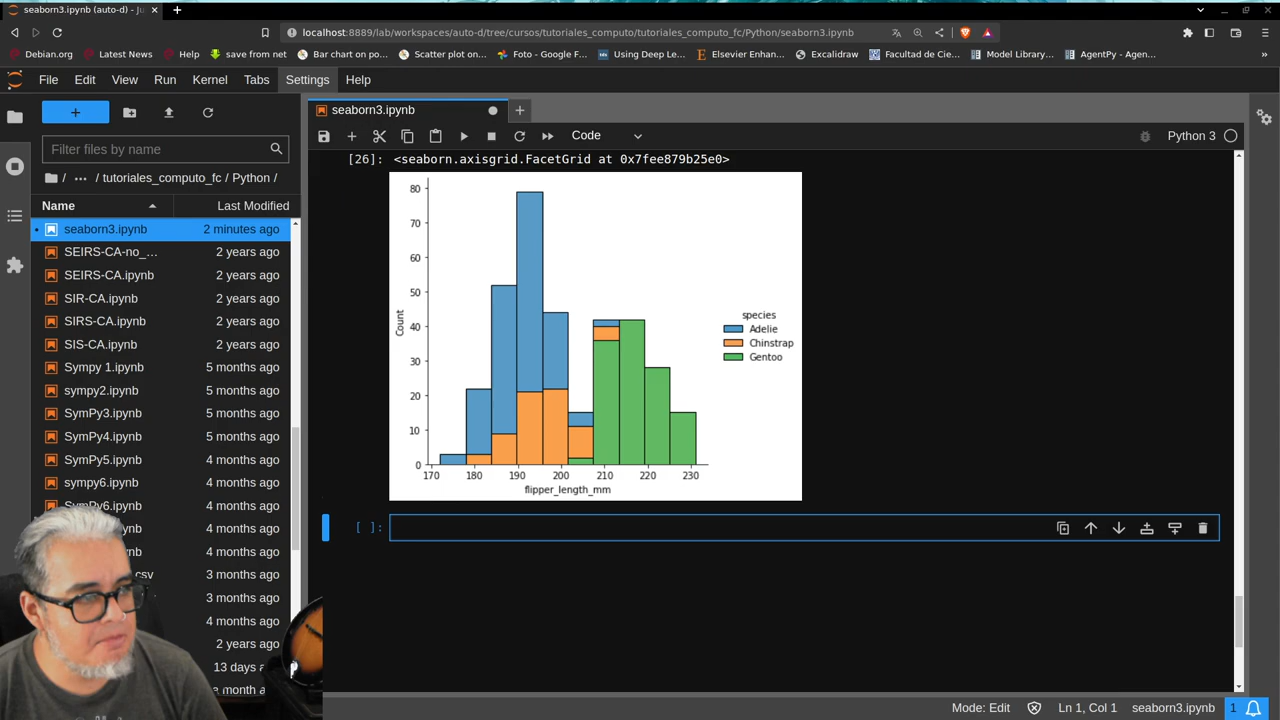 seaborn3.ipynb (auto-d) - Ju
localhost:8889/lab/workspaces/auto-d/tree/cursos/tutoriales_computo/tutoriales_computo_fc/Python/seaborn3.ipynb
Debian.org Latest News Help save from net Bar chart on po... Scatter plot on... Foto - Google F... Using Deep Le... Elsevier Enhan... Excalidraw Facultad de Cie... Model Library... AgentPy - Agen...
File Edit View Run Kernel Tabs Settings Help
seaborn3.ipynb
Filter files by name
Code
Python 3
/ ... / tutoriales_computo_fc / Python /
Name Last Modified
seaborn3.ipynb 2 minutes ago
SEIRS-CA-no_... 2 years ago
SEIRS-CA.ipynb 2 years ago
SIR-CA.ipynb 2 years ago
SIRS-CA.ipynb 2 years ago
SIS-CA.ipynb 2 years ago
Sympy 1.ipynb 5 months ago
sympy2.ipynb 5 months ago
SymPy3.ipynb 5 months ago
SymPy4.ipynb 5 months ago
SymPy5.ipynb 4 months ago
sympy6.ipynb 4 months ago
SymPy6.ipynb 4 months ago
nb 4 months ago
b 4 months ago
csv 3 months ago
3 months ago
4 months ago
2 years ago
13 days a
e month a
[26]: <seaborn.axisgrid.FacetGrid at 0x7fee879b25e0>
80
70
60
50
40
30
20
10
0
Count
170 180 190 200 210 220 230
flipper_length_mm
species
Adelie
Chinstrap
Gentoo
[ ]:
Mode: Edit Ln 1, Col 1 seaborn3.ipynb 1